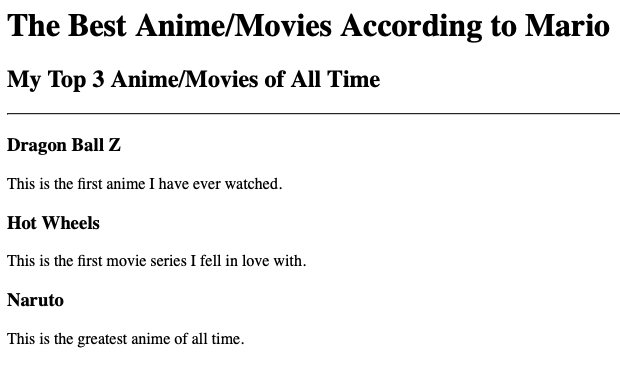 The Best Anime/Movies According to Mario
My Top 3 Anime/Movies of All Time
Dragon Ball Z
This is the first anime I have ever watched.
Hot Wheels
This is the first movie series I fell in love with.
Naruto
This is the greatest anime of all time.